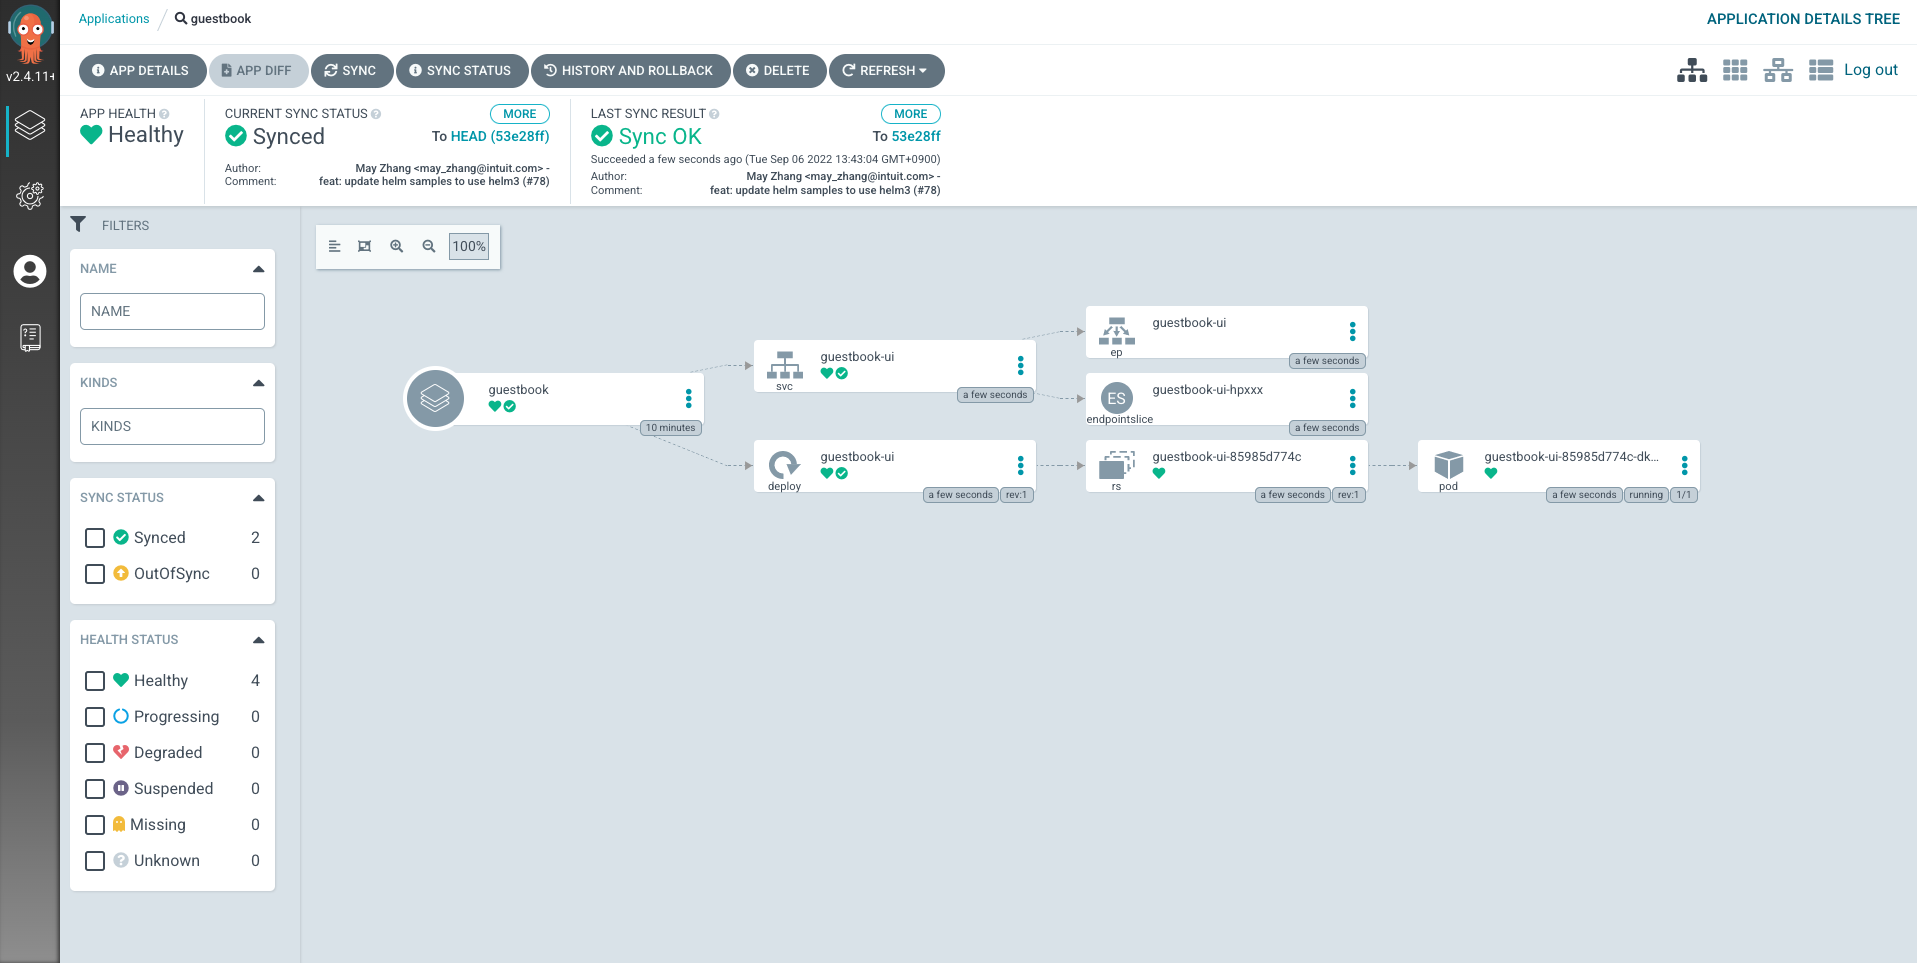 Applications / guestbook
APPLICATION DETAILS TREE
v2.4.11+
APP DETAILS
APP DIFF
SYNC
SYNC STATUS
HISTORY AND ROLLBACK
DELETE
REFRESH
Log out
APP HEALTH
Healthy
CURRENT SYNC STATUS
MORE
Synced
To HEAD (53e28ff)
Author: May Zhang <may_zhang@intuit.com> -
Comment: feat: update helm samples to use helm3 (#78)
LAST SYNC RESULT
MORE
Sync OK
To 53e28ff
Succeeded a few seconds ago (Tue Sep 06 2022 13:43:04 GMT+0900)
Author: May Zhang <may_zhang@intuit.com> -
Comment: feat: update helm samples to use helm3 (#78)
FILTERS
NAME
NAME
KINDS
KINDS
SYNC STATUS
Synced 2
OutOfSync 0
HEALTH STATUS
Healthy 4
Progressing 0
Degraded 0
Suspended 0
Missing 0
Unknown 0
100%
guestbook
10 minutes
guestbook-ui
svc
a few seconds
guestbook-ui
ep
a few seconds
ES
guestbook-ui-hpxxx
endpointslice
a few seconds
guestbook-ui
deploy
a few seconds
rev:1
guestbook-ui-85985d774c
rs
a few seconds
rev:1
guestbook-ui-85985d774c-dk...
pod
a few seconds
running
1/1